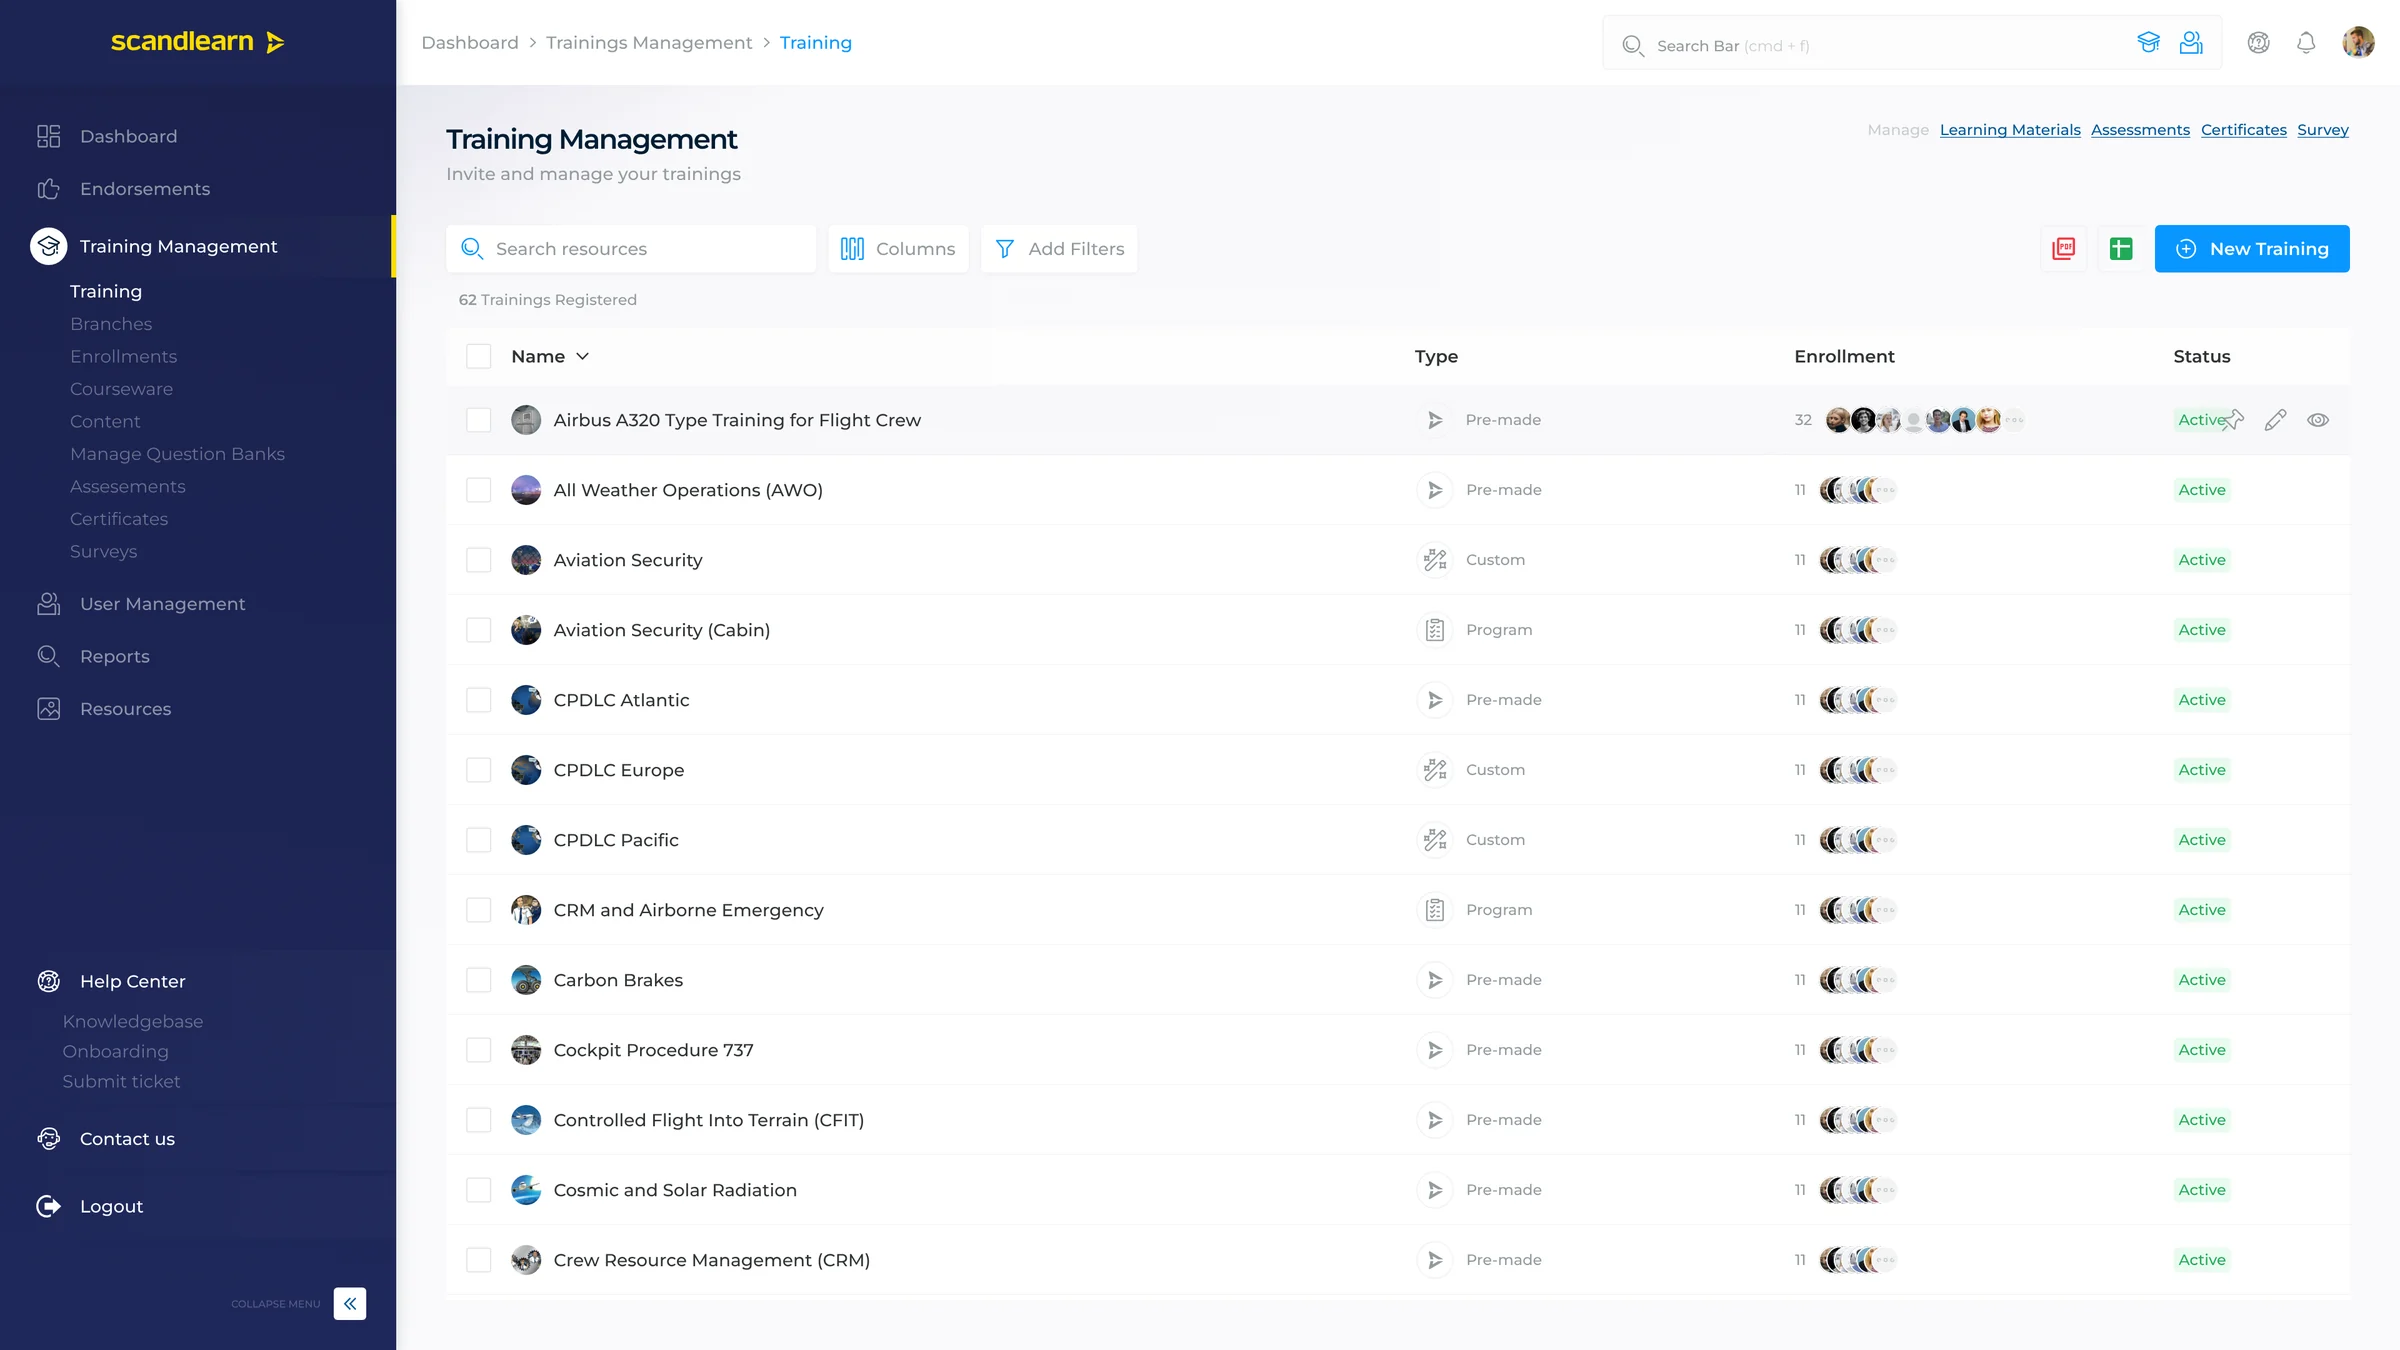 scandlearn
Dashboard > Trainings Management > Training
Search Bar (cmd + f)
Dashboard
Endorsements
Training Management
Training
Branches
Enrollments
Courseware
Content
Manage Question Banks
Assesements
Certificates
Surveys
User Management
Reports
Resources
Help Center
Knowledgebase
Onboarding
Submit ticket
Contact us
Logout
COLLAPSE MENU
Training Management
Invite and manage your trainings
Manage Learning Materials Assessments Certificates Survey
Search resources
Columns
Add Filters
PDF
New Training
62 Trainings Registered
Name Type Enrollment Status
Airbus A320 Type Training for Flight Crew Pre-made 32 Active
All Weather Operations (AWO) Pre-made 11 Active
Aviation Security Custom 11 Active
Aviation Security (Cabin) Program 11 Active
CPDLC Atlantic Pre-made 11 Active
CPDLC Europe Custom 11 Active
CPDLC Pacific Custom 11 Active
CRM and Airborne Emergency Program 11 Active
Carbon Brakes Pre-made 11 Active
Cockpit Procedure 737 Pre-made 11 Active
Controlled Flight Into Terrain (CFIT) Pre-made 11 Active
Cosmic and Solar Radiation Pre-made 11 Active
Crew Resource Management (CRM) Pre-made 11 Active